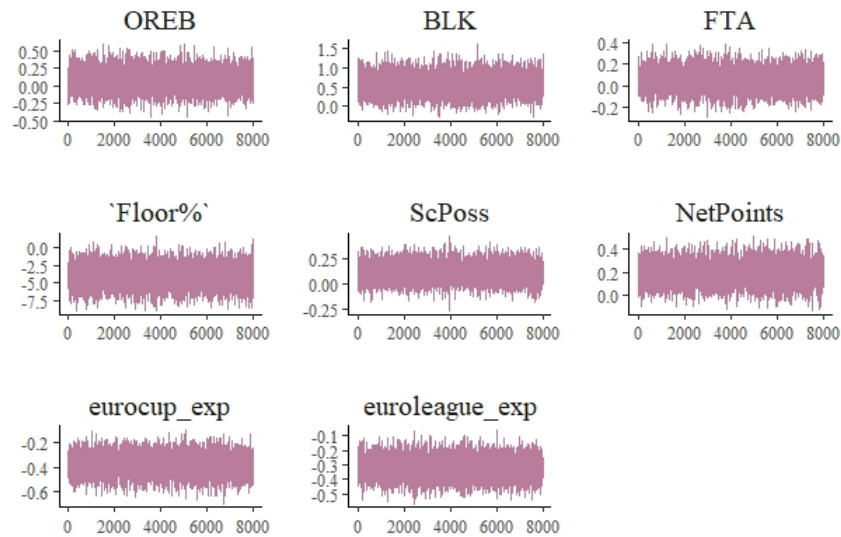 OREB BLK FTA
0.50 1.5 0.4
0.25 1.0 0.2
0.00 0.5 0.0
-0.25 0.0 -0.2
-0.50
0 2000 4000 6000 8000 0 2000 4000 6000 8000 0 2000 4000 6000 8000
`Floor%` ScPoss NetPoints
0.0 0.25 0.4
-2.5 0.00 0.2
-5.0 -0.25 0.0
-7.5
0 2000 4000 6000 8000 0 2000 4000 6000 8000 0 2000 4000 6000 8000
eurocup_exp euroleague_exp
-0.2 -0.1
-0.4 -0.2
-0.6 -0.3
-0.4
-0.5
0 2000 4000 6000 8000 0 2000 4000 6000 8000